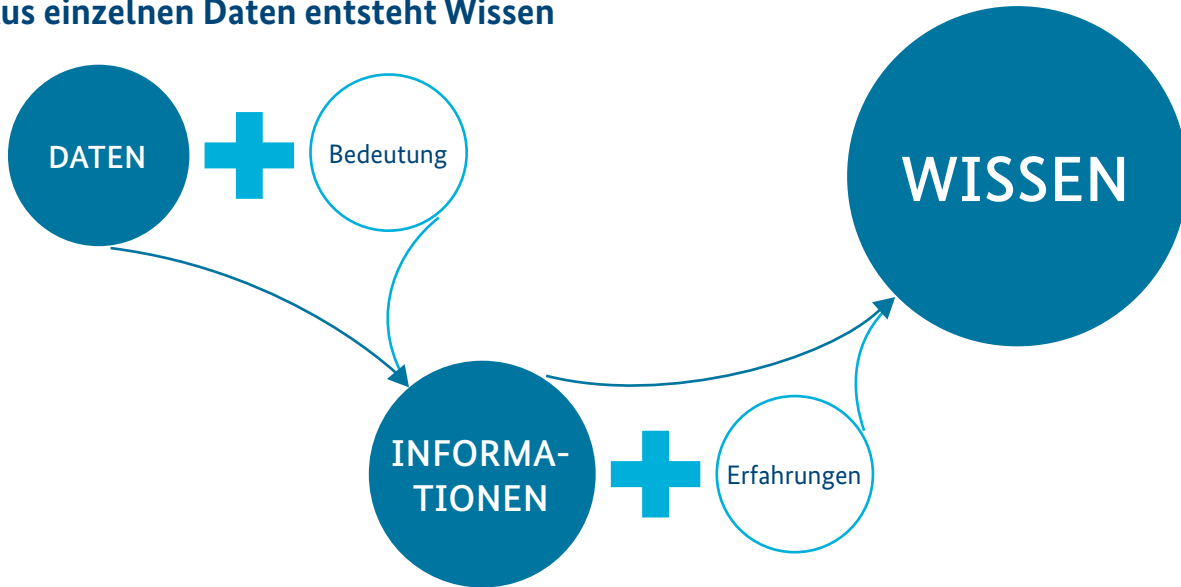 us einzelnen Daten entsteht Wissen
DATEN
Bedeutung
WISSEN
INFORMA-
TIONEN
Erfahrungen